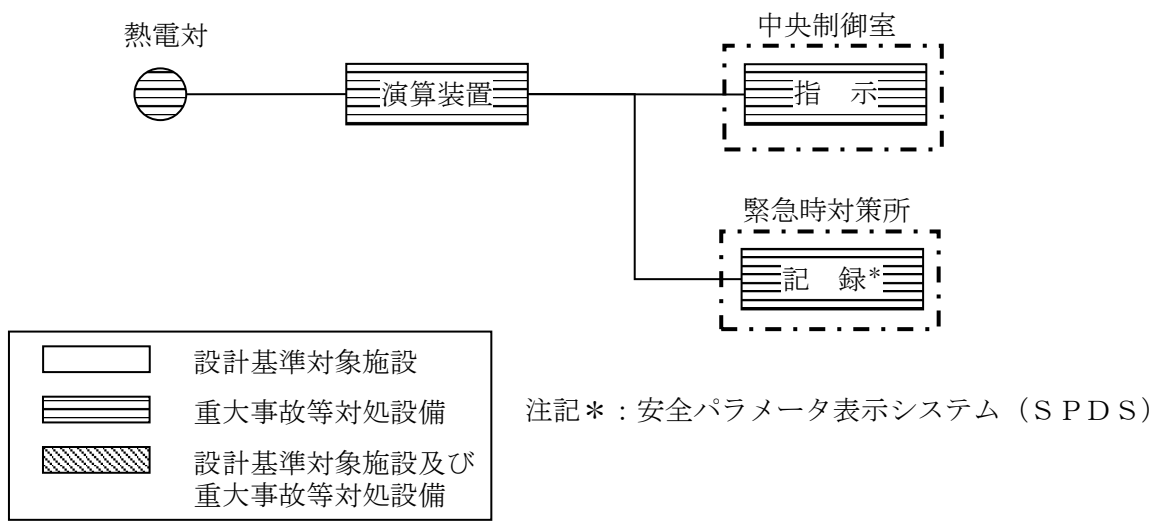 中央制御室
熱電対
演算装置
指　示
緊急時対策所
記　録*
設計基準対象施設
重大事故等対処設備
設計基準対象施設及び
重大事故等対処設備
注記＊：安全パラメータ表示システム（ＳＰＤＳ）